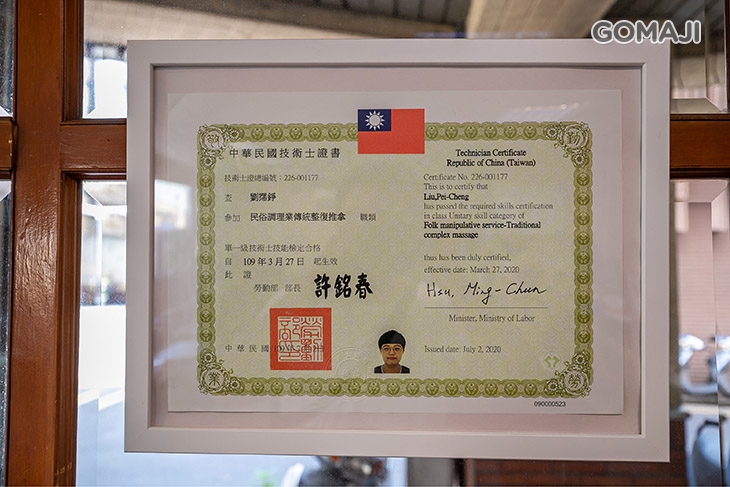 GOMAJI
中華民國技術士證書
技術士證總編號：226-001177
查
參加 民俗調理業傳統整復推拿 職類
單一級技術士技能檢定合格
自 109 年 3 月 27 日 起生效
此 證
勞動部 部長 許銘春
中華民國
Technician Certificate
Republic of China (Taiwan)
Certificate No. 226-001177
This is to certify that
Liu,Pei-Cheng
has passed the required skills certification
in class Unitary skill category of
Folk manipulative service-Traditional
complex massage
thus has been duly certified,
effective date: March 27, 2020
Hsu, Ming-Chun
Minister, Ministry of Labor
Issued date: July 2, 2020
090000523